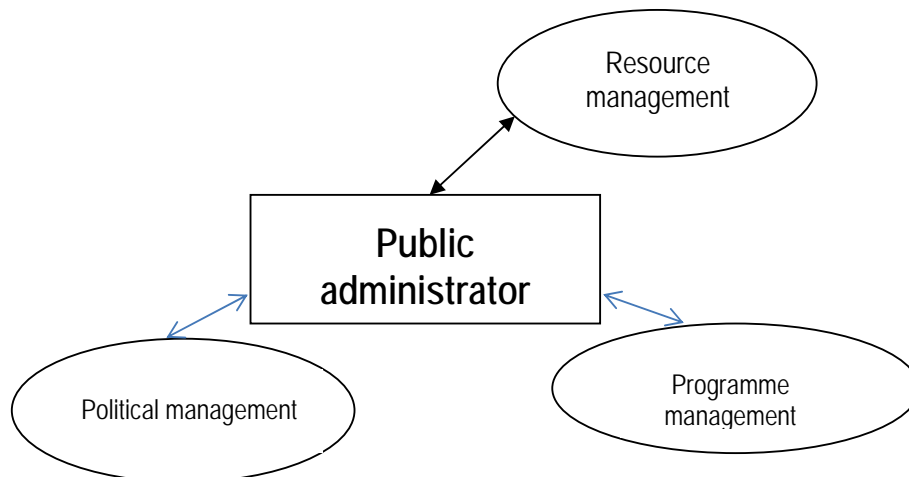 Resource
management
Public
administrator
Political management
Programme
management